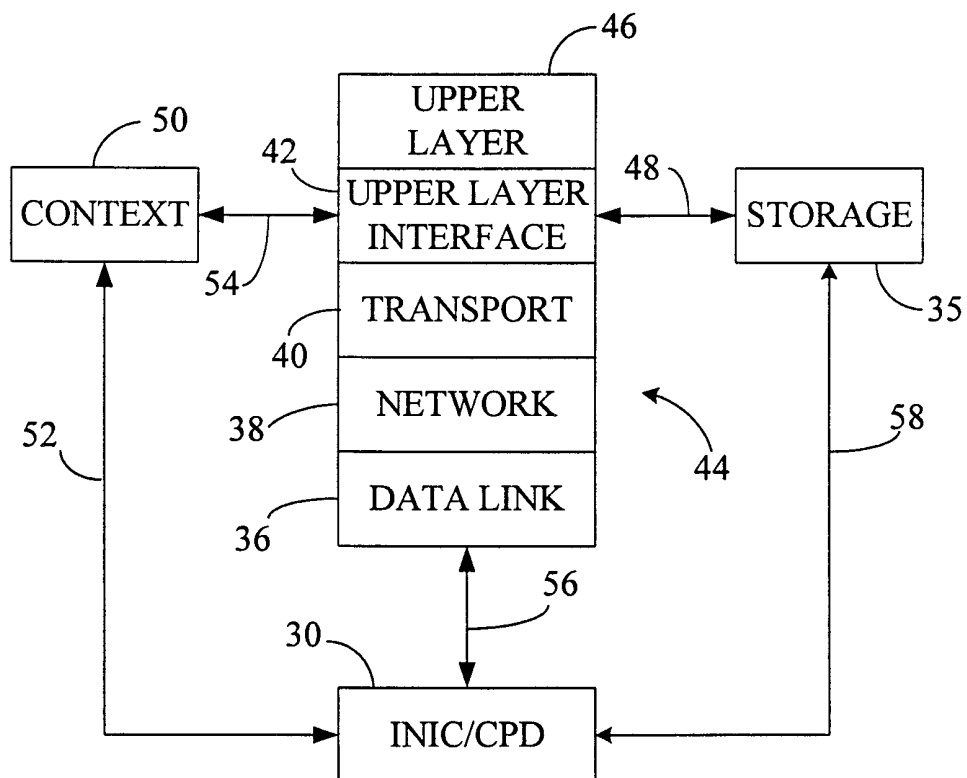 46
UPPER
LAYER
50
42
48
CONTEXT
UPPER LAYER
INTERFACE
STORAGE
54
35
TRANSPORT
40
NETWORK
38
52
44
58
DATA LINK
36
56
30
INIC/CPD